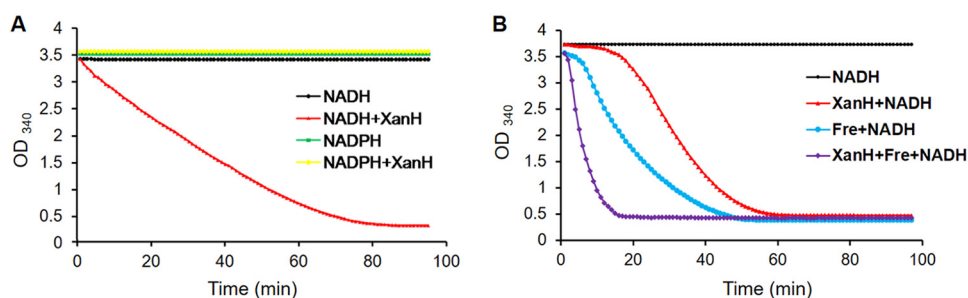 A
4
3.5
3
2.5
2
1.5
1
0.5
0
OD 340
NADH
NADH+XanH
NADPH
NADPH+XanH
0 20 40 60 80 100
Time (min)
B
4
3.5
3
2.5
2
1.5
1
0.5
0
OD 340
NADH
XanH+NADH
Fre+NADH
XanH+Fre+NADH
0 20 40 60 80 100
Time (min)